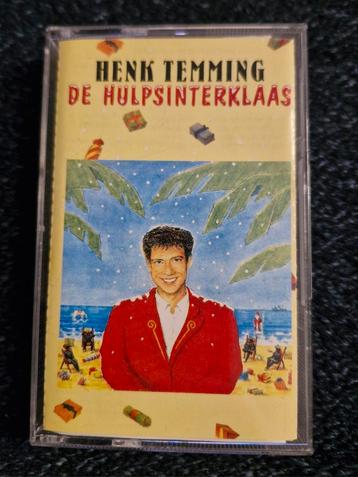 HENK TEMMING
DE HULPSINTERKLAAS